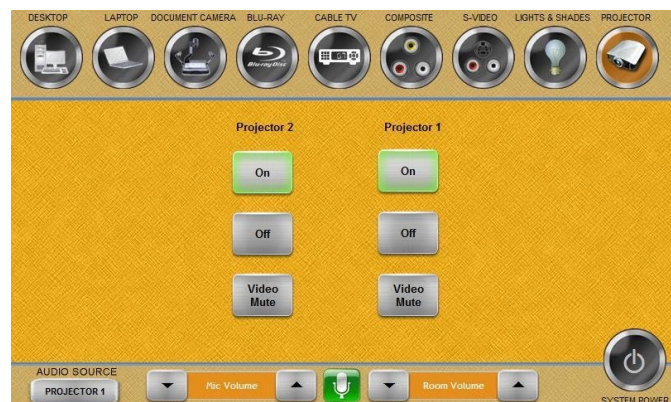 DESKTOP LAPTOP DOCUMENT CAMERA BLU-RAY CABLE TV COMPOSITE S-VIDEO LIGHTS & SHADES PROJECTOR
Blu-ray Disc
Projector 2 Projector 1
On On
Off Off
Video Video
Mute Mute
AUDIO SOURCE
PROJECTOR 1 Mic Volume Room Volume
SYSTEM POWER